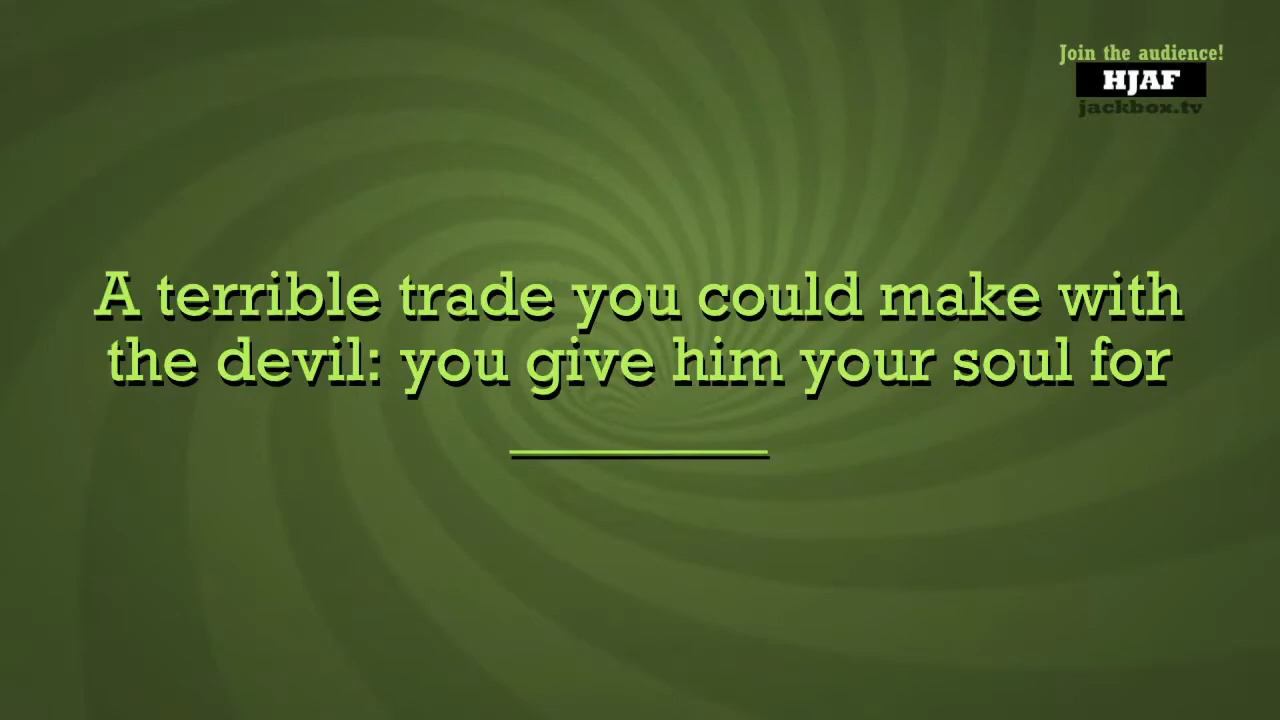 Join the audience!
HJAF
jackbox.tv
A terrible trade you could make with
the devil: you give him your soul for
__________